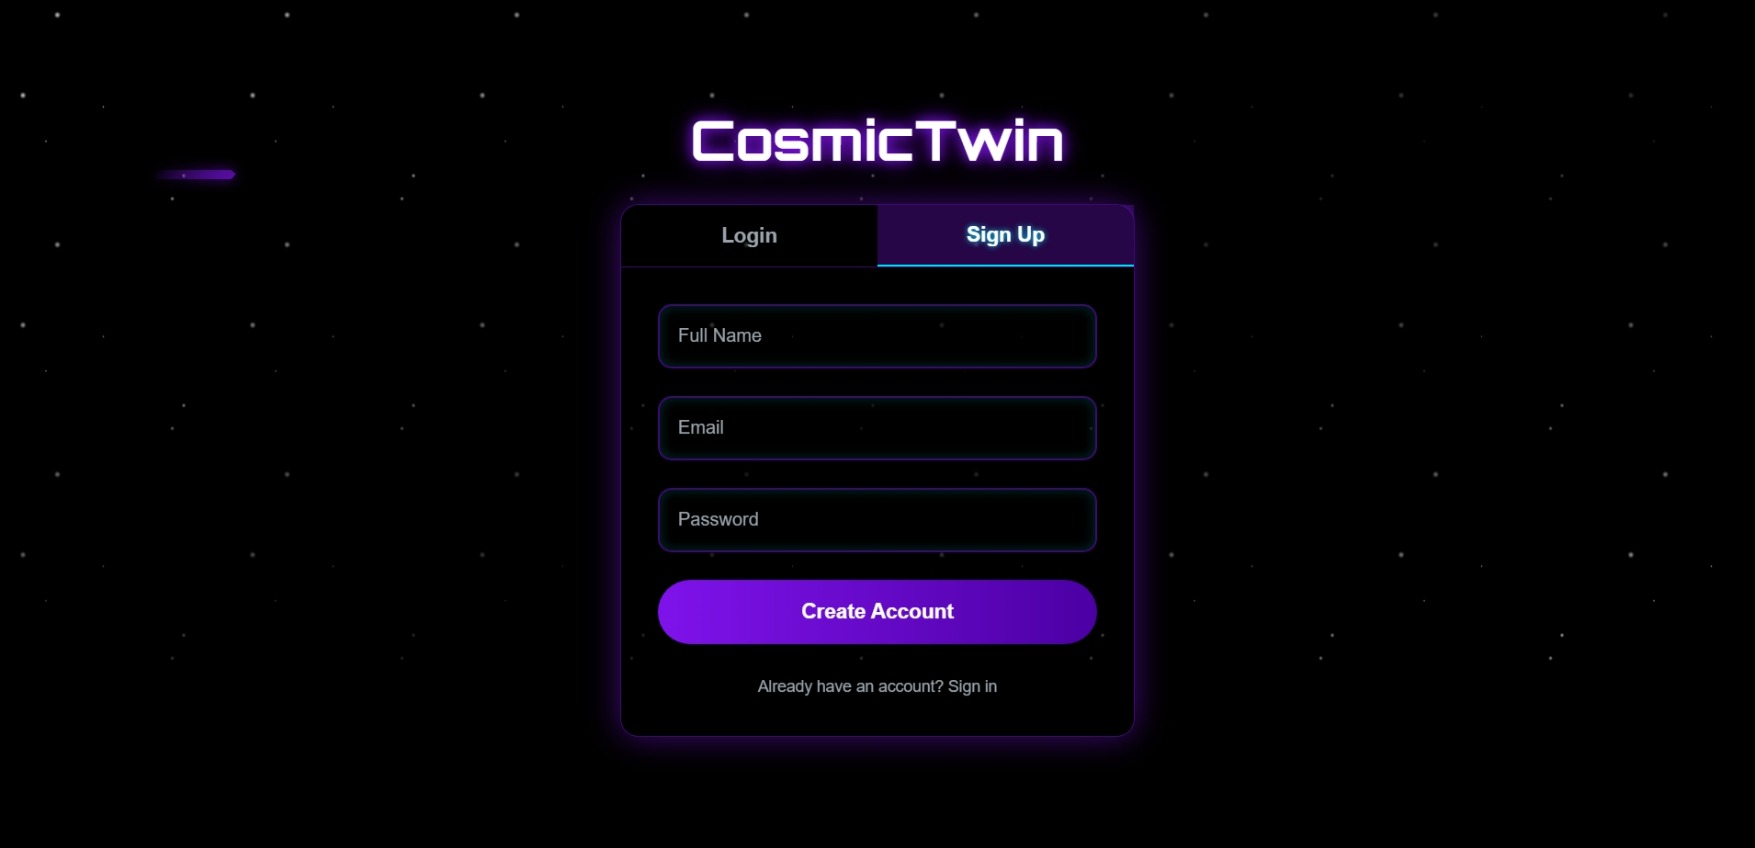 CosmicTwin
Login
Sign Up
Full Name
Email
Password
Create Account
Already have an account? Sign in